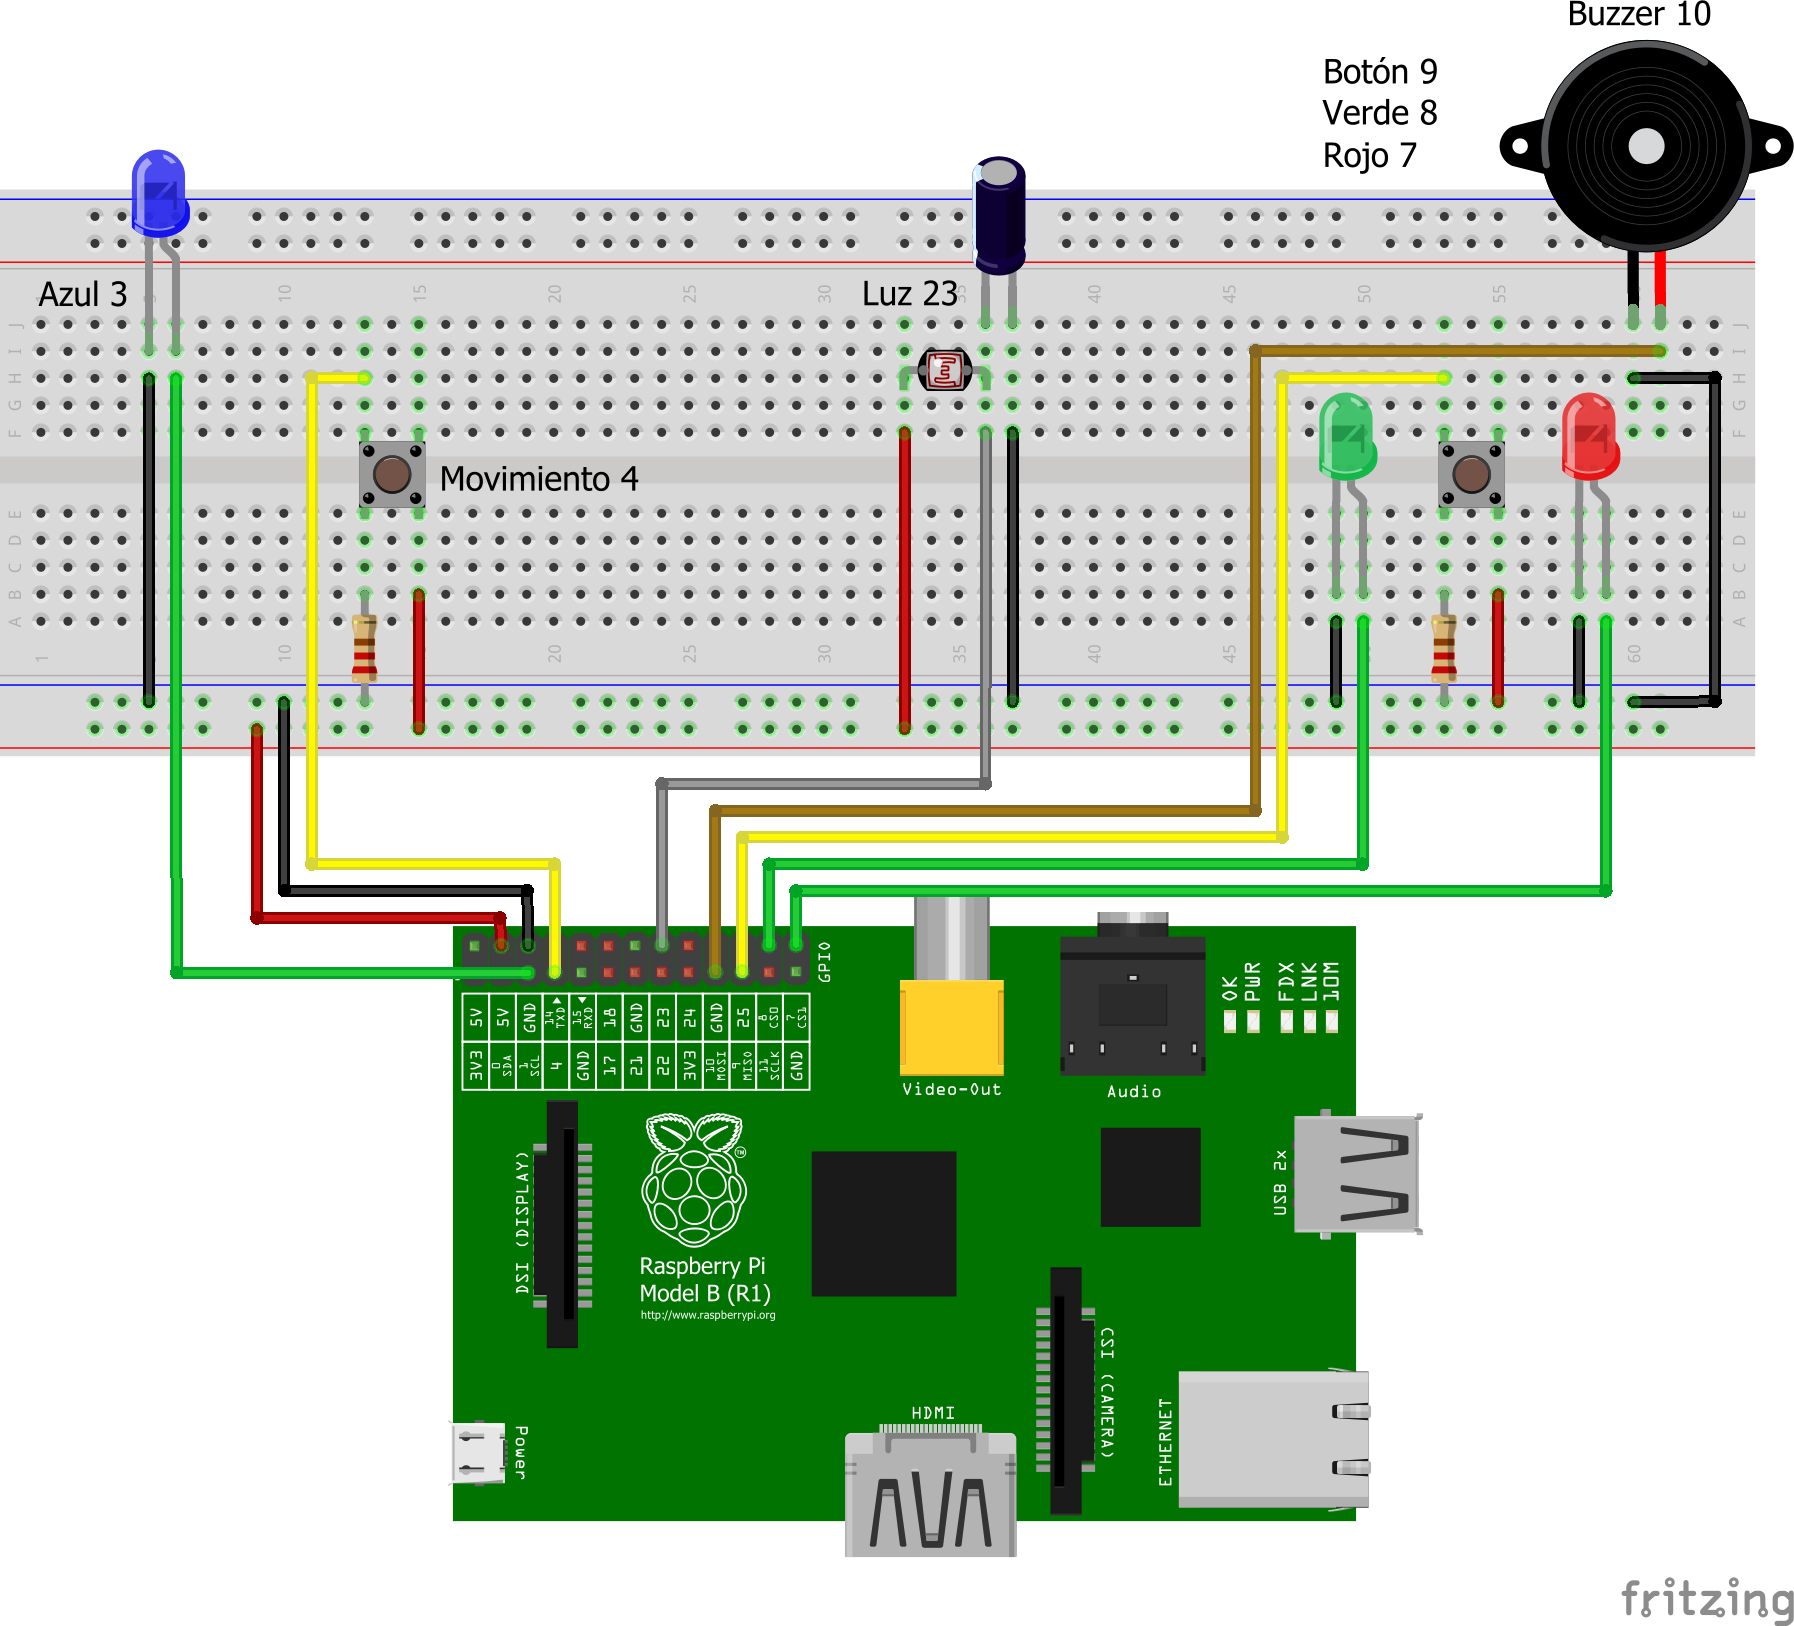 Buzzer 10
Botón 9
Verde 8
Rojo 7
Azul 3
Luz 23
10 15 20 25 30 35 40 45 50 55
J J
I I
H H
G G
F F
Movimiento 4
E E
D D
C C
B B
A A
1 10 20 25 30 35 40 45 60
GPIO
5V 5V GND 14 TXD 15 RXD 18 GND 23 24 GND 25 8 CS0 7 CS1
3V3 0 SDA 1 SCL 4 GND 17 21 22 3V3 10 MOSI 9 MISO 11 SCLK GND
OK PWR FDX LNK 10M
Video-Out
Audio
DSI (DISPLAY)
TM
USB 2x
Raspberry Pi
Model B (R1)
http://www.raspberrypi.org
CSI (CAMERA)
HDMI
ETHERNET
Power
fritzing